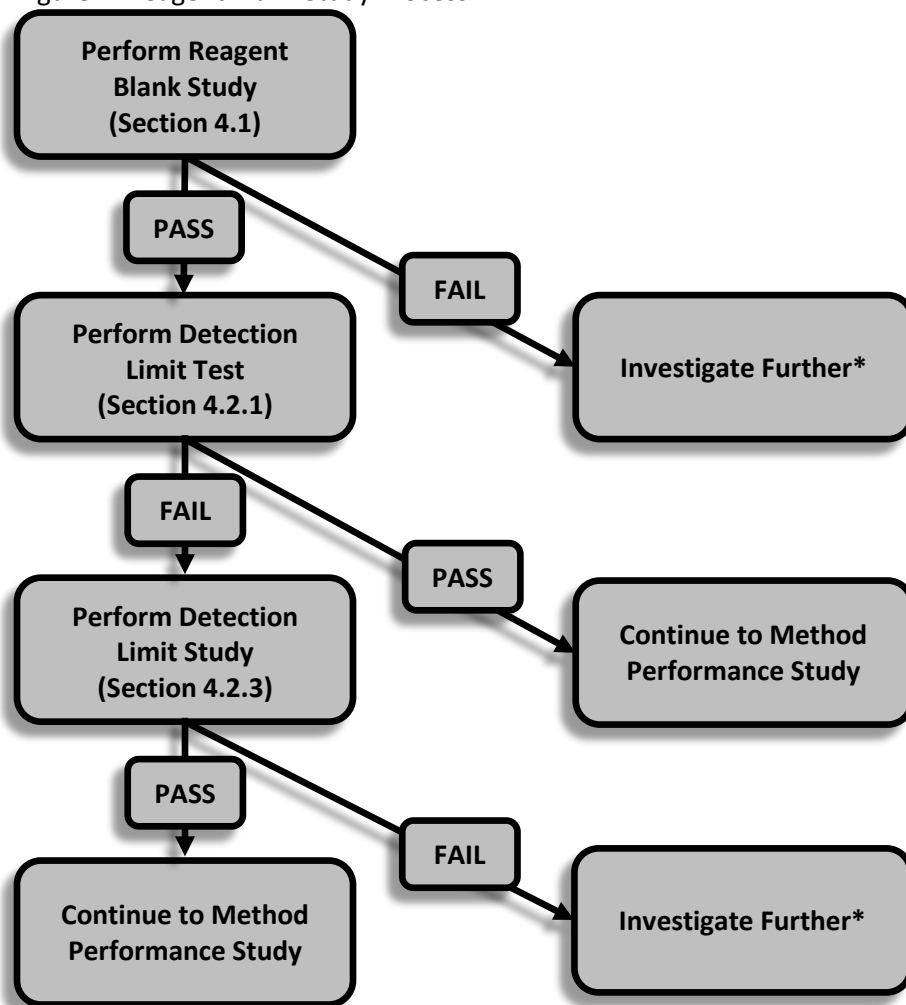 Perform Reagent
Blank Study
(Section 4.1)
PASS
FAIL
Perform Detection
Limit Test
(Section 4.2.1)
Investigate Further*
FAIL
PASS
Perform Detection
Limit Study
(Section 4.2.3)
Continue to Method
Performance Study
PASS
FAIL
Continue to Method
Performance Study
Investigate Further*